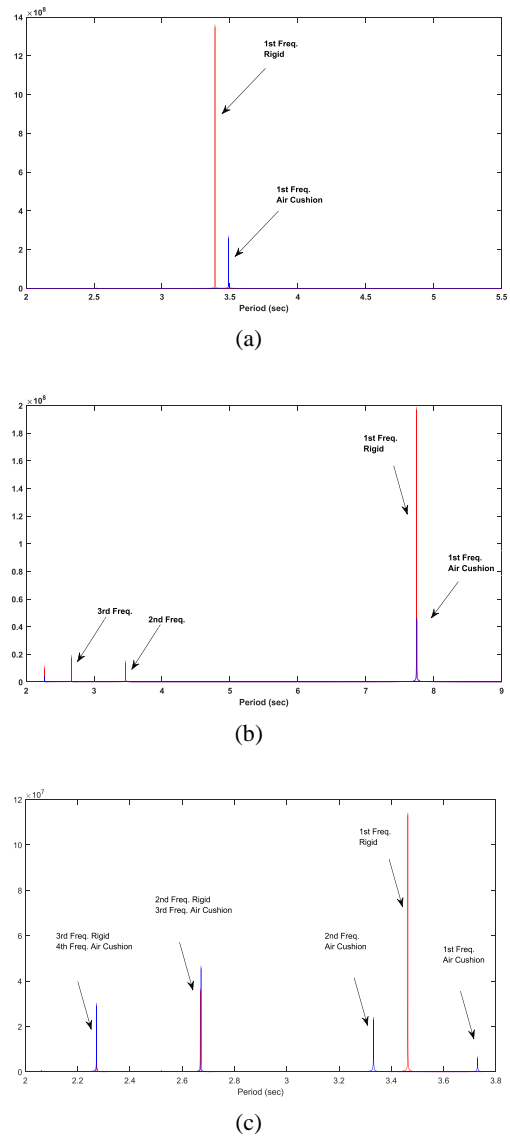 ×10⁸
14
12
10
8
6
4
2
0
1st Freq.
Rigid
1st Freq.
Air Cushion
2 2.5 3 3.5 4 4.5 5 5.5
Period (sec)
(a)
×10⁸
2
1.8
1.6
1.4
1.2
1
0.8
0.6
0.4
0.2
0
1st Freq.
Rigid
1st Freq.
Air Cushion
3rd Freq.
2nd Freq.
2 3 4 5 6 7 8 9
Period (sec)
(b)
×10⁷
12
10
8
6
4
2
0
1st Freq.
Rigid
2nd Freq. Rigid
3rd Freq. Air Cushion
3rd Freq. Rigid
4th Freq. Air Cushion
2nd Freq.
Air Cushion
1st Freq.
Air Cushion
2 2.2 2.4 2.6 2.8 3 3.2 3.4 3.6 3.8
Period (sec)
(c)